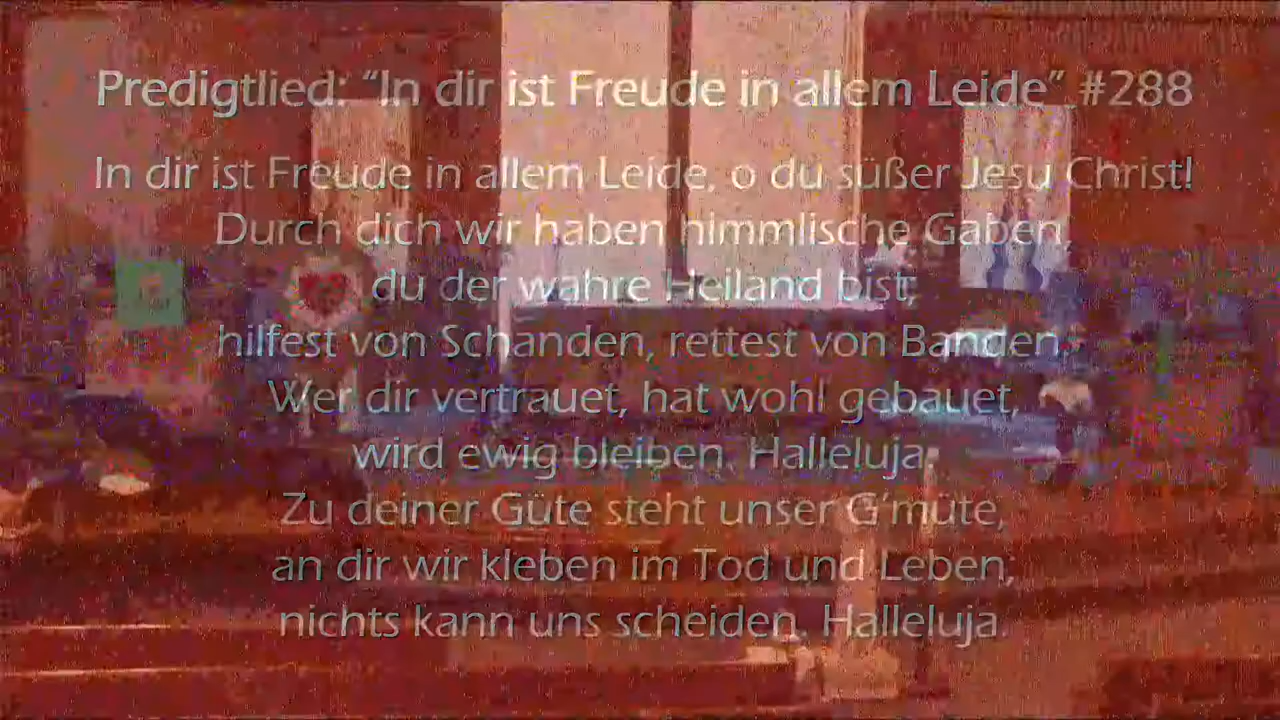 Predigtlied: “In dir ist Freude in allem Leide” #288
In dir ist Freude in allem Leide, o du süßer Jesu Christ!
Durch dich wir haben himmlische Gaben,
du der wahre Heiland bist;
hilfest von Schanden, rettest von Banden.
Wer dir vertrauet, hat wohl gebauet,
wird ewig bleiben. Halleluja.
Zu deiner Güte steht unser G’müte,
an dir wir kleben im Tod und Leben;
nichts kann uns scheiden. Halleluja.